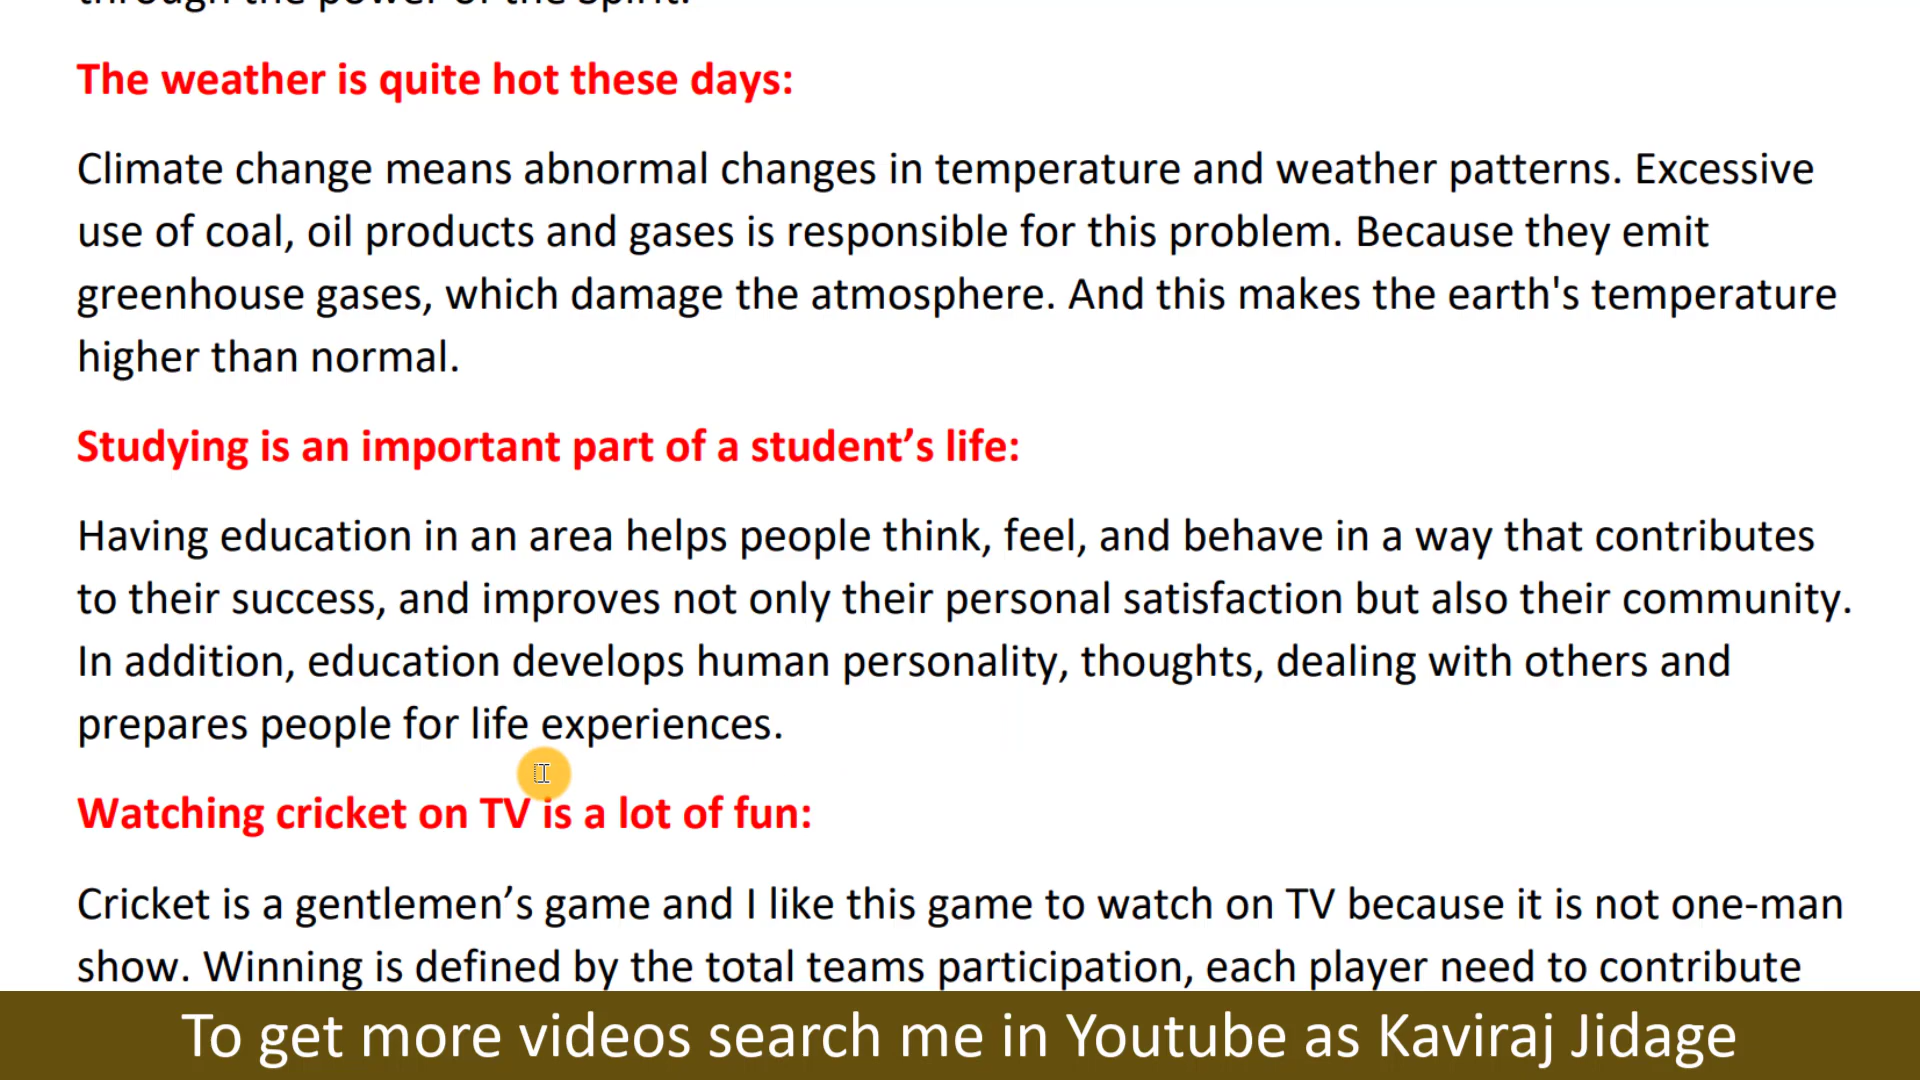 through the power of the Spirit.
The weather is quite hot these days:
Climate change means abnormal changes in temperature and weather patterns. Excessive
use of coal, oil products and gases is responsible for this problem. Because they emit
greenhouse gases, which damage the atmosphere. And this makes the earth's temperature
higher than normal.
Studying is an important part of a student’s life:
Having education in an area helps people think, feel, and behave in a way that contributes
to their success, and improves not only their personal satisfaction but also their community.
In addition, education develops human personality, thoughts, dealing with others and
prepares people for life experiences.
Watching cricket on TV is a lot of fun:
Cricket is a gentlemen’s game and I like this game to watch on TV because it is not one-man
show. Winning is defined by the total teams participation, each player need to contribute
To get more videos search me in Youtube as Kaviraj Jidage